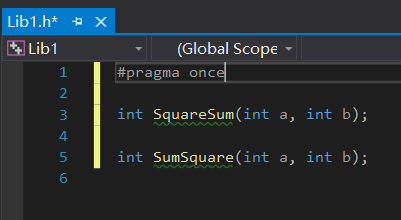 Lib1.h*
Lib1
(Global Scope
1 #pragma once
2
3 int SquareSum(int a, int b);
4
5 int SumSquare(int a, int b);
6